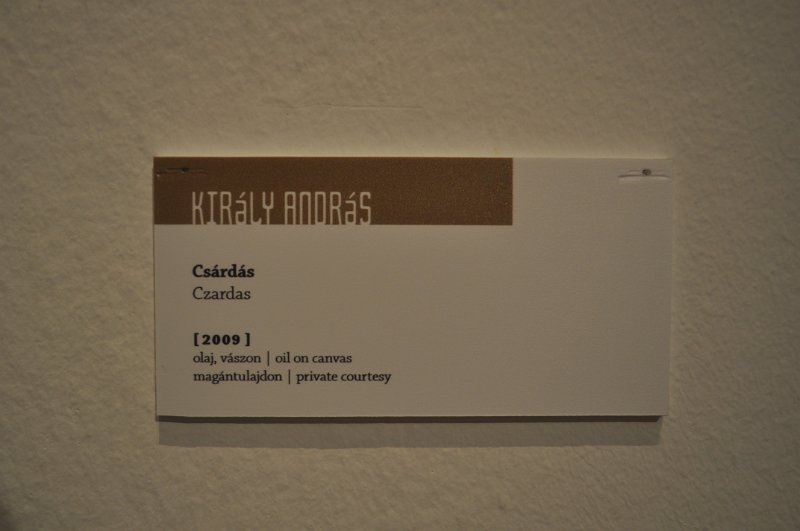 KIRáLY ANDRáS
Csárdás
Czardas
[2009]
olaj, vászon | oil on canvas
magántulajdon | private courtesy